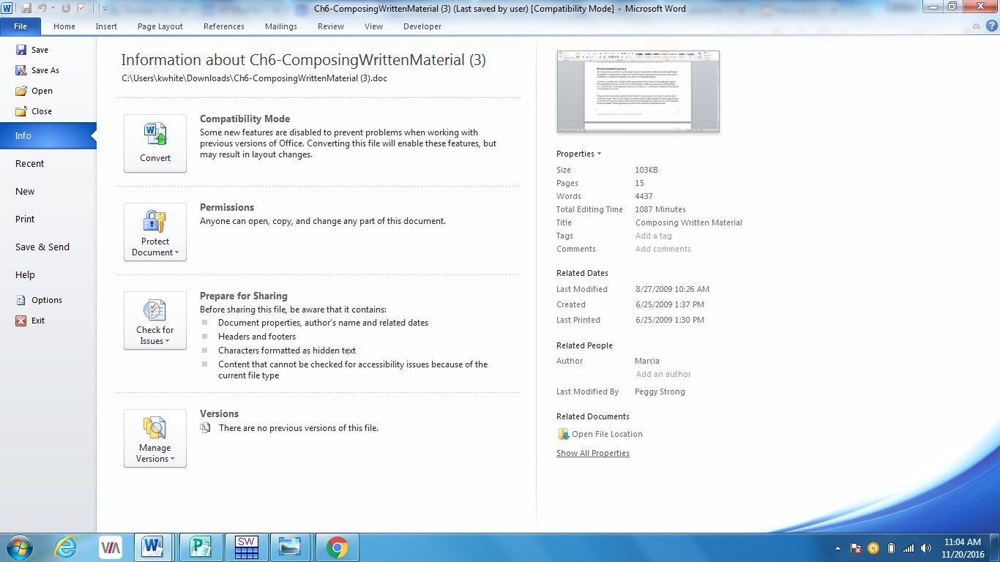 Ch6-ComposingWrittenMaterial (3) (Last saved by user) [Compatibility Mode] - Microsoft Word
File Home Insert Page Layout References Mailings Review View Developer
Save
Save As
Open
Close
Info
Recent
New
Print
Save & Send
Help
Options
Exit
Information about Ch6-ComposingWrittenMaterial (3)
C:\Users\kwhite\Downloads\Ch6-ComposingWrittenMaterial (3).doc
Convert
Compatibility Mode
Some new features are disabled to prevent problems when working with
previous versions of Office. Converting this file will enable these features, but
may result in layout changes.
Protect
Document
Permissions
Anyone can open, copy, and change any part of this document.
Check for
Issues
Prepare for Sharing
Before sharing this file, be aware that it contains:
Document properties, author's name and related dates
Headers and footers
Characters formatted as hidden text
Content that cannot be checked for accessibility issues because of the
current file type
Manage
Versions
Versions
There are no previous versions of this file.
Properties
Size 103KB
Pages 15
Words 4437
Total Editing Time 1087 Minutes
Title Composing Written Material
Tags Add a tag
Comments Add comments
Related Dates
Last Modified 8/27/2009 10:26 AM
Created 6/25/2009 1:37 PM
Last Printed 6/25/2009 1:30 PM
Related People
Author Marcia
Add an author
Last Modified By Peggy Strong
Related Documents
Open File Location
Show All Properties
VIA
SW
11:04 AM
11/20/2016